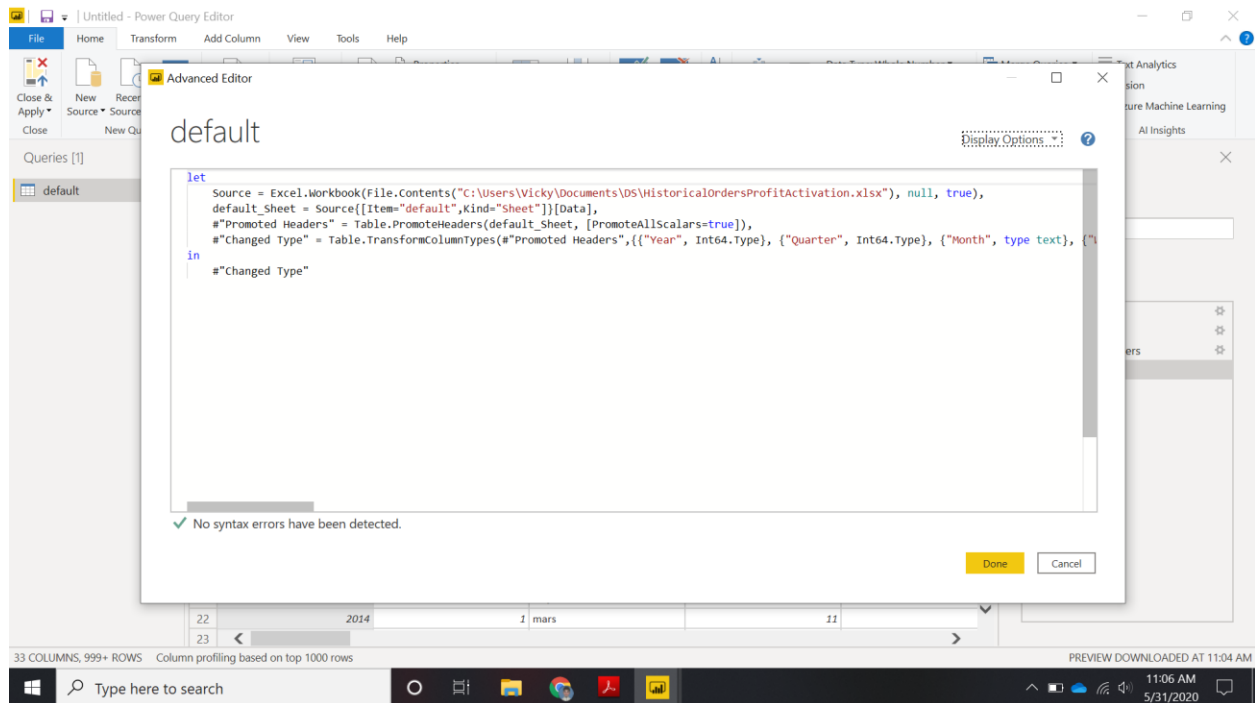 Untitled - Power Query Editor
File Home Transform Add Column View Tools Help
Close & Apply
New Source
Close
Text Analytics
Azure Machine Learning
AI Insights
Advanced Editor
default
Display Options
Queries [1]
default
let
Source = Excel.Workbook(File.Contents("C:\Users\Vicky\Documents\DS\HistoricalOrdersProfitActivation.xlsx"), null, true),
default_Sheet = Source{[Item="default",Kind="Sheet"]}[Data],
#"Promoted Headers" = Table.PromoteHeaders(default_Sheet, [PromoteAllScalars=true]),
#"Changed Type" = Table.TransformColumnTypes(#"Promoted Headers",{{"Year", Int64.Type}, {"Quarter", Int64.Type}, {"Month", type text}, {"
in
#"Changed Type"
No syntax errors have been detected.
Done Cancel
22 2014 1 mars 11
23
33 COLUMNS, 999+ ROWS Column profiling based on top 1000 rows PREVIEW DOWNLOADED AT 11:04 AM
Type here to search
11:06 AM
5/31/2020